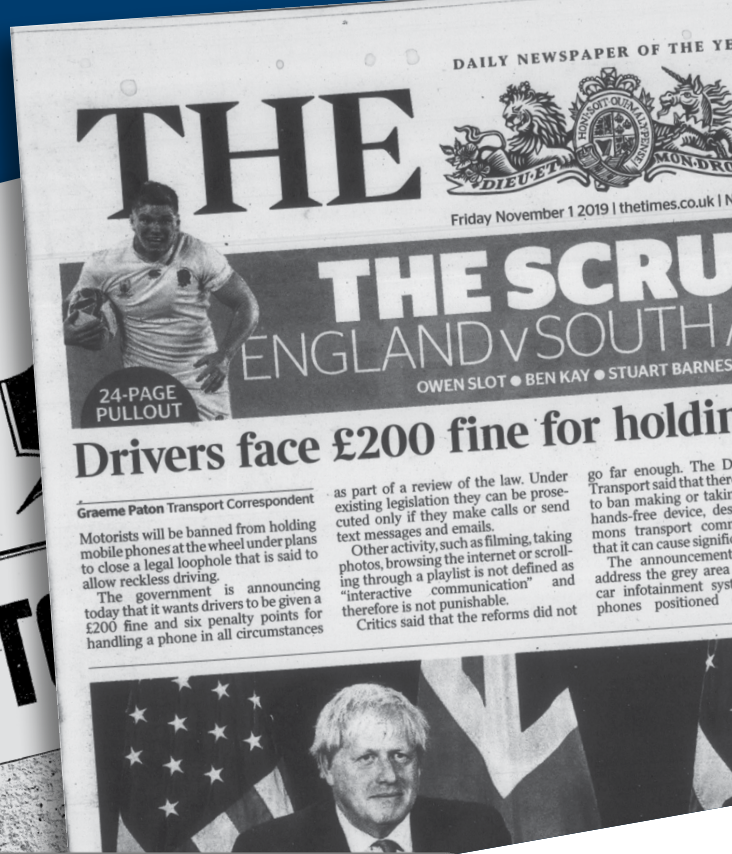 DAILY NEWSPAPER OF THE YE
THE
HONI·SOIT·QUI·MAL·Y·PENSE
DIEU·ET
MON·DRO
Friday November 1 2019 | thetimes.co.uk | N
THE SCRU
ENGLAND v SOUTH A
OWEN SLOT ● BEN KAY ● STUART BARNES
24-PAGE
PULLOUT
Drivers face £200 fine for holdin
Graeme Paton Transport Correspondent
Motorists will be banned from holding
mobile phones at the wheel under plans
to close a legal loophole that is said to
allow reckless driving.
The government is announcing
today that it wants drivers to be given a
£200 fine and six penalty points for
handling a phone in all circumstances
as part of a review of the law. Under
existing legislation they can be prose-
cuted only if they make calls or send
text messages and emails.
Other activity, such as filming, taking
photos, browsing the internet or scroll-
ing through a playlist is not defined as
“interactive communication” and
therefore is not punishable.
Critics said that the reforms did not
go far enough. The D
Transport said that there
to ban making or takin
hands-free device, des
mons transport comm
that it can cause signific
The announcement
address the grey area
car infotainment syst
phones positioned